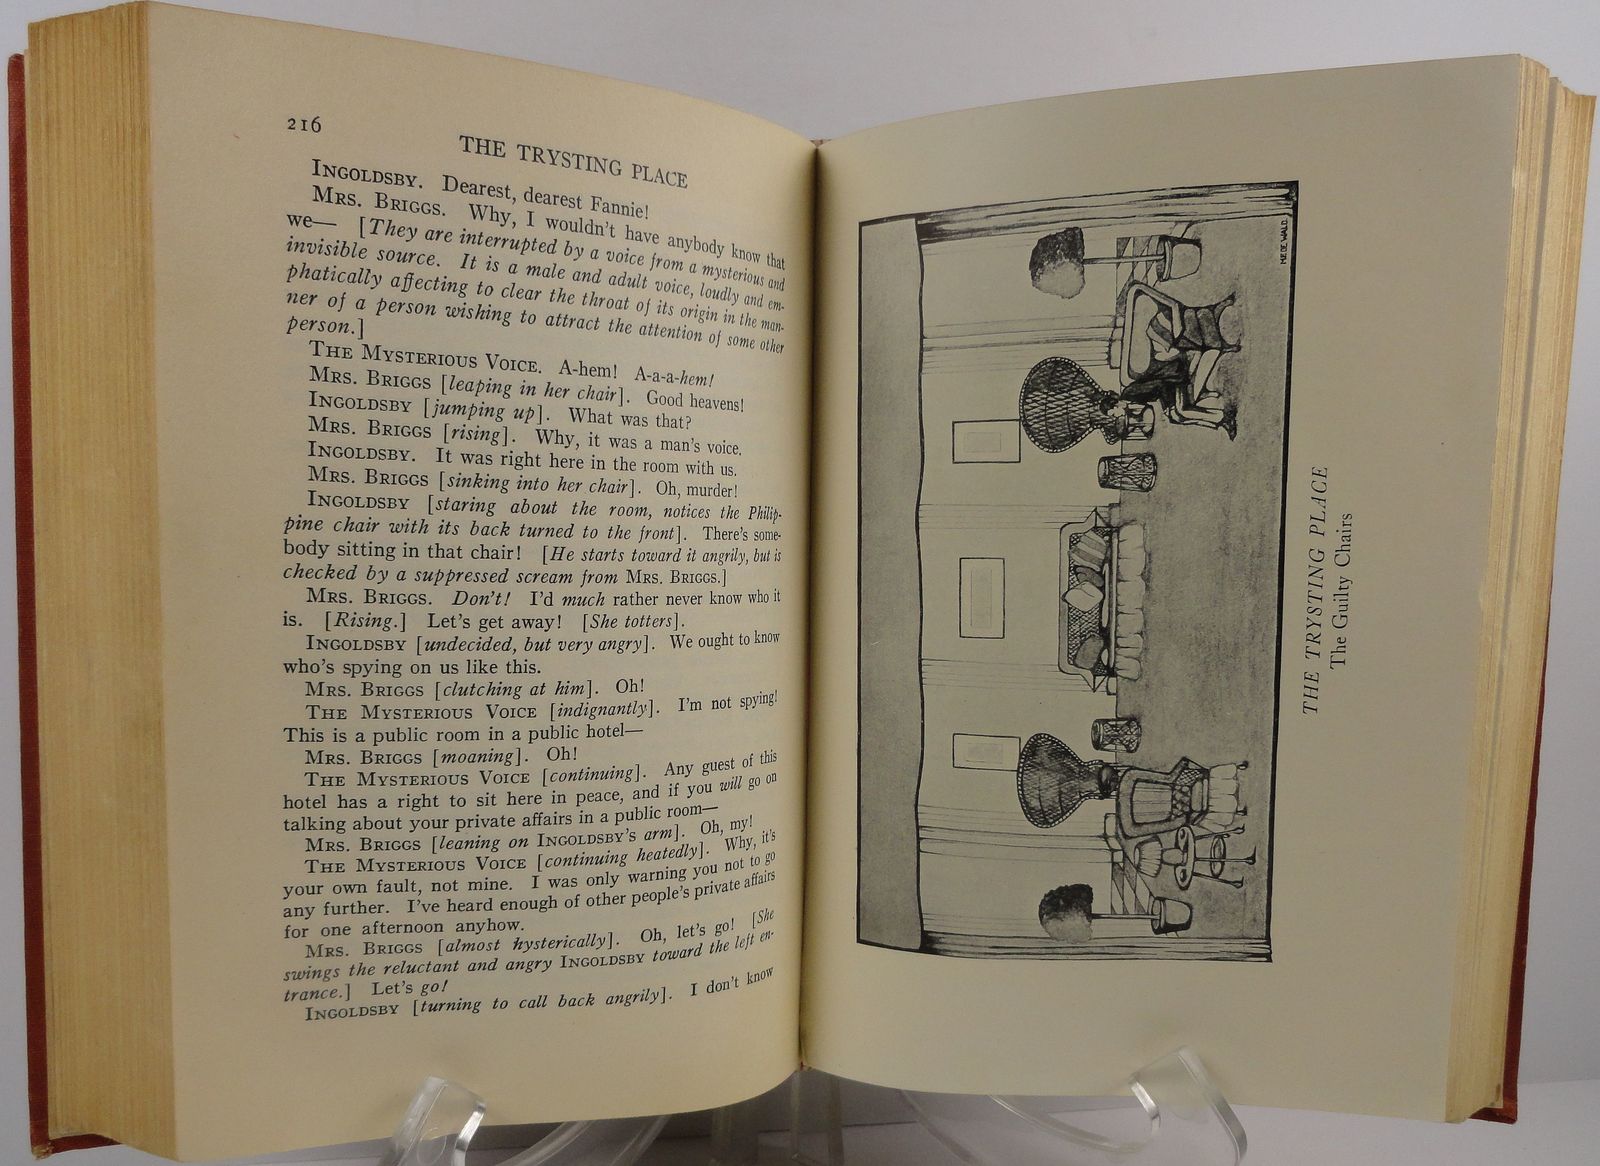 216
THE TRYSTING PLACE
INGOLDSBY. Dearest, dearest Fannie!
MRS. BRIGGS. Why, I wouldn't have anybody know that
we— [They are interrupted by a voice from a mysterious and
invisible source. It is a male and adult voice, loudly and em-
phatically affecting to clear the throat of its origin in the man-
ner of a person wishing to attract the attention of some other
person.]
THE MYSTERIOUS VOICE. A-hem! A-a-a-hem!
MRS. BRIGGS [leaping in her chair]. Good heavens!
INGOLDSBY [jumping up]. What was that?
MRS. BRIGGS [rising]. Why, it was a man's voice.
INGOLDSBY. It was right here in the room with us.
MRS. BRIGGS [sinking into her chair]. Oh, murder!
INGOLDSBY [staring about the room, notices the Philip-
pine chair with its back turned to the front]. There's some-
body sitting in that chair! [He starts toward it angrily, but is
checked by a suppressed scream from MRS. BRIGGS.]
MRS. BRIGGS. Don't! I'd much rather never know who it
is. [Rising.] Let's get away! [She totters].
INGOLDSBY [undecided, but very angry]. We ought to know
who's spying on us like this.
MRS. BRIGGS [clutching at him]. Oh!
THE MYSTERIOUS VOICE [indignantly]. I'm not spying!
This is a public room in a public hotel—
MRS. BRIGGS [moaning]. Oh!
THE MYSTERIOUS VOICE [continuing]. Any guest of this
hotel has a right to sit here in peace, and if you will go on
talking about your private affairs in a public room—
MRS. BRIGGS [leaning on INGOLDSBY'S arm]. Oh, my!
THE MYSTERIOUS VOICE [continuing heatedly]. Why, it's
your own fault, not mine. I was only warning you not to go
any further. I've heard enough of other people's private affairs
for one afternoon anyhow.
MRS. BRIGGS [almost hysterically]. Oh, let's go! [She
swings the reluctant and angry INGOLDSBY toward the left en-
trance.] Let's go!
INGOLDSBY [turning to call back angrily]. I don't know
THE TRYSTING PLACE
The Guilty Chairs